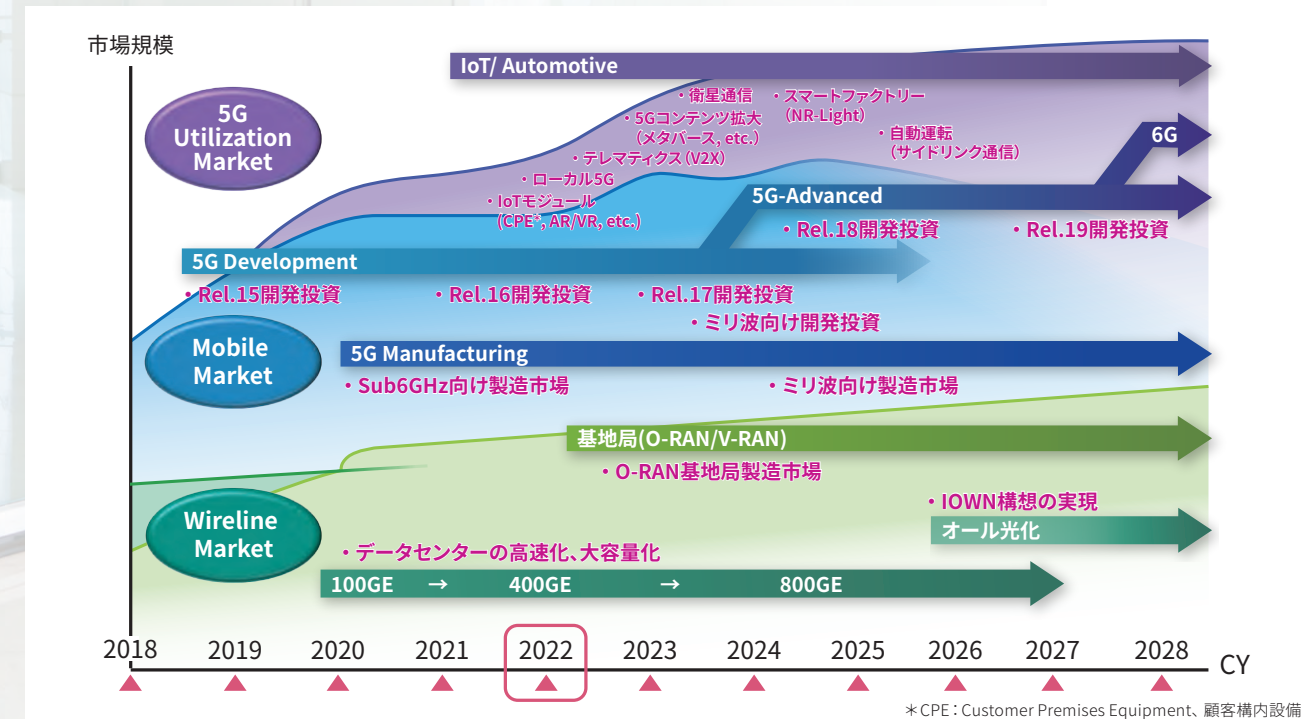 市場規模
IoT/ Automotive
5G
Utilization
Market
・衛星通信
・スマートファクトリー
（NR-Light）
・5Gコンテンツ拡大
（メタバース, etc.）
・自動運転
（サイドリンク通信）
6G
・テレマティクス（V2X）
・ローカル5G
・IoTモジュール
（CPE*, AR/VR, etc.）
5G-Advanced
・Rel.18開発投資
・Rel.19開発投資
5G Development
・Rel.15開発投資
・Rel.16開発投資
・Rel.17開発投資
・ミリ波向け開発投資
Mobile
Market
5G Manufacturing
・Sub6GHz向け製造市場
・ミリ波向け製造市場
基地局(O-RAN/V-RAN)
・O-RAN基地局製造市場
Wireline
Market
・IOWN構想の実現
オール光化
・データセンターの高速化、大容量化
100GE → 400GE → 800GE
2018 2019 2020 2021 2022 2023 2024 2025 2026 2027 2028 CY
＊CPE：Customer Premises Equipment、顧客構内設備